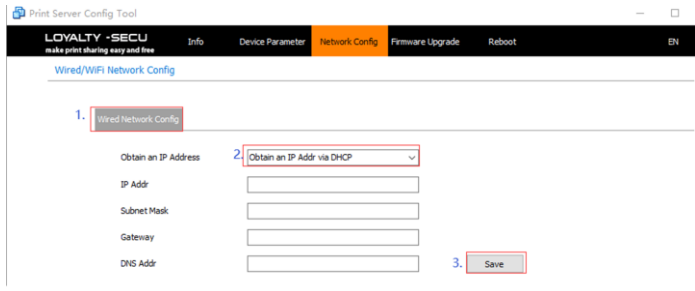 Print Server Config Tool
LOYALTY -SECU
make print sharing easy and free
Info Device Parameter Network Config Firmware Upgrade Reboot EN
Wired/WiFi Network Config
1. Wired Network Config
Obtain an IP Address 2. Obtain an IP Addr via DHCP
IP Addr
Subnet Mask
Gateway
DNS Addr 3. Save